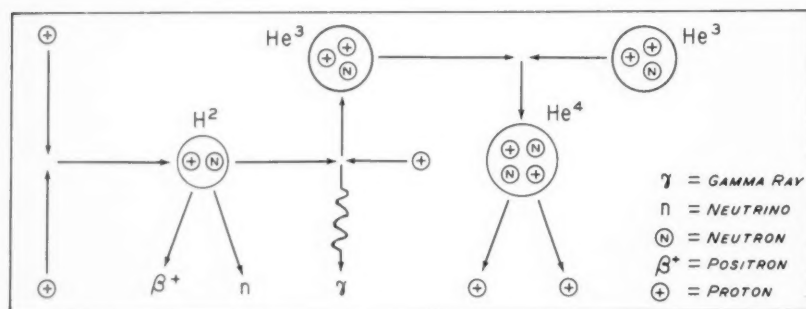 He³ He³
H² He⁴
β⁺ n γ
γ = GAMMA RAY
n = NEUTRINO
Ⓝ = NEUTRON
β⁺ = POSITRON
⊕ = PROTON